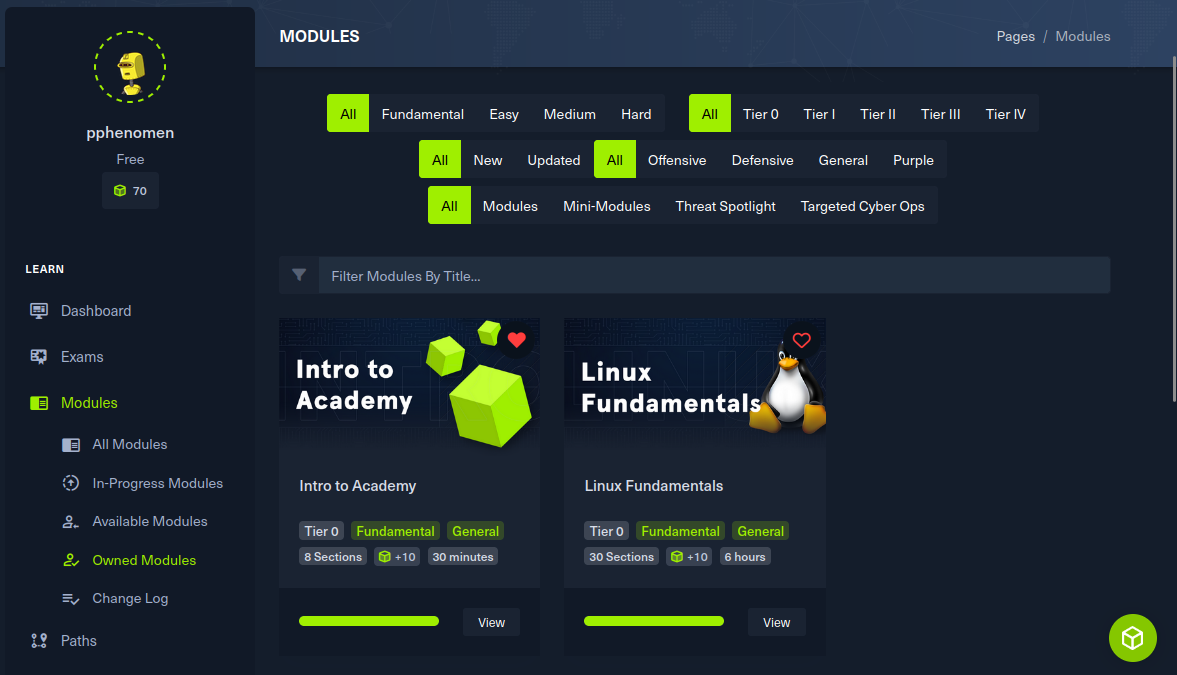 MODULES
Pages / Modules
pphenomen
Free
70
LEARN
Dashboard
Exams
Modules
All Modules
In-Progress Modules
Available Modules
Owned Modules
Change Log
Paths
All Fundamental Easy Medium Hard
All Tier 0 Tier I Tier II Tier III Tier IV
All New Updated
All Offensive Defensive General Purple
All Modules Mini-Modules Threat Spotlight Targeted Cyber Ops
Filter Modules By Title...
Intro to
Academy
Intro to Academy
Tier 0 Fundamental General
8 Sections +10 30 minutes
View
Linux
Fundamentals
Linux Fundamentals
Tier 0 Fundamental General
30 Sections +10 6 hours
View